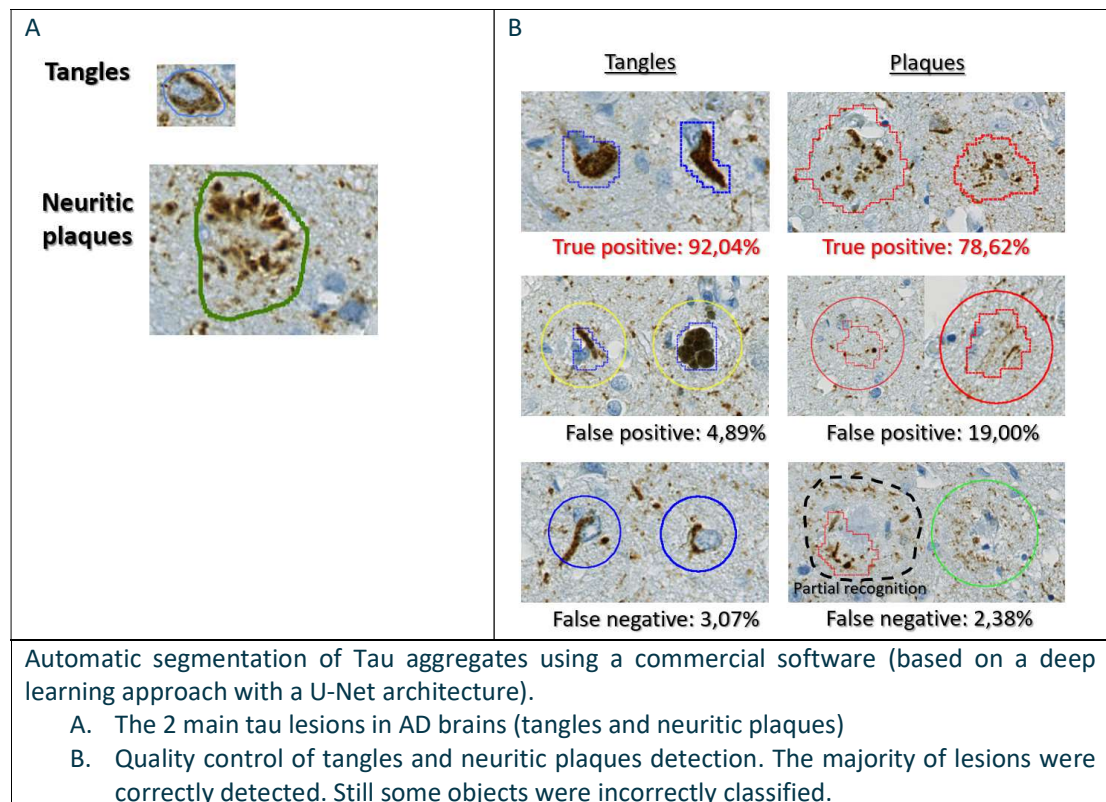 A
Tangles
Neuritic
plaques
B
Tangles
Plaques
True positive: 92,04%
True positive: 78,62%
False positive: 4,89%
False positive: 19,00%
Partial recognition
False negative: 3,07%
False negative: 2,38%
Automatic segmentation of Tau aggregates using a commercial software (based on a deep
learning approach with a U-Net architecture).
A. The 2 main tau lesions in AD brains (tangles and neuritic plaques)
B. Quality control of tangles and neuritic plaques detection. The majority of lesions were
correctly detected. Still some objects were incorrectly classified.